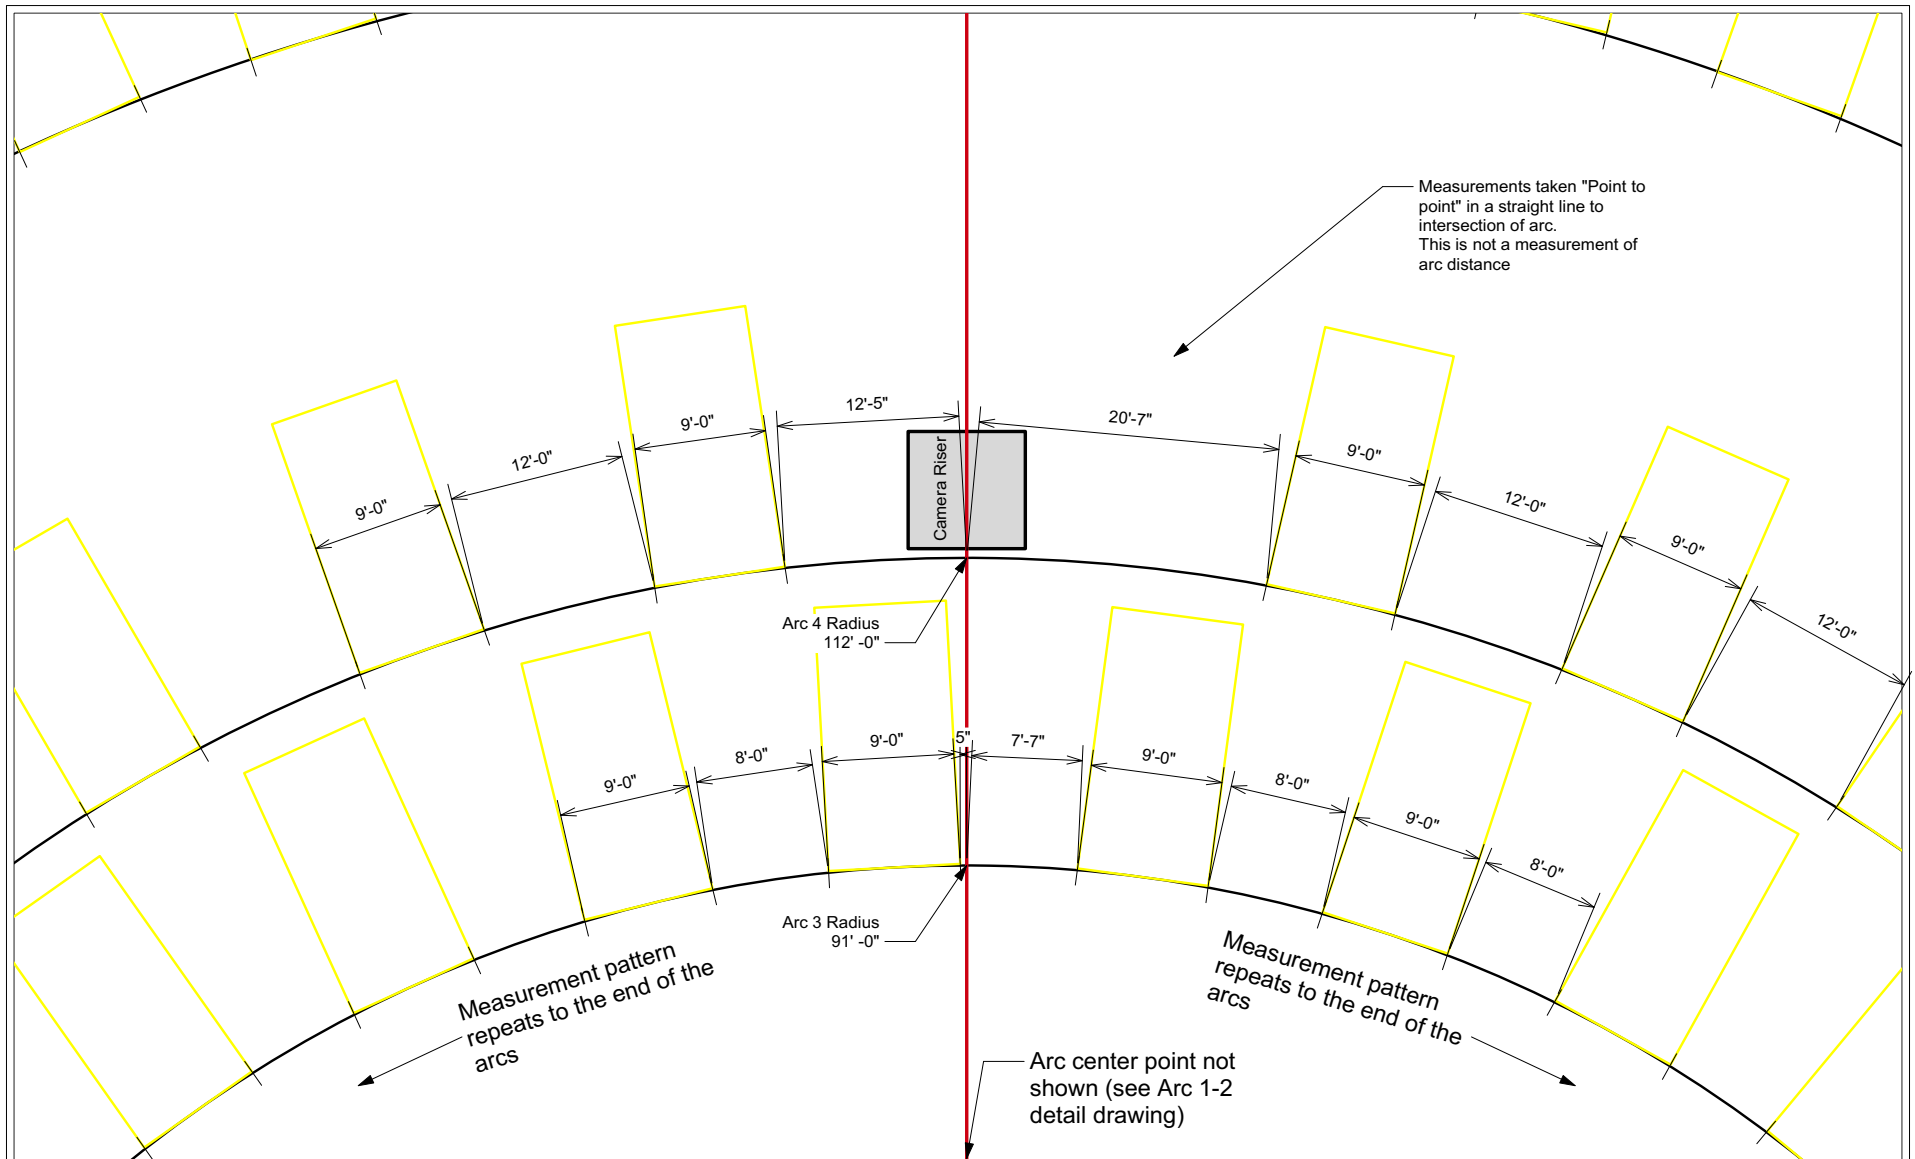 Measurements taken "Point to
point" in a straight line to
intersection of arc.
This is not a measurement of
arc distance
12'-5"
20'-7"
9'-0"
9'-0"
12'-0"
12'-0"
9'-0"
9'-0"
12'-0"
Camera Riser
Arc 4 Radius
112' -0"
9'-0"
8'-0"
9'-0"
5"
7'-7"
9'-0"
8'-0"
9'-0"
8'-0"
Arc 3 Radius
91' -0"
Measurement pattern
repeats to the end of the
arcs
Measurement pattern
repeats to the end of the
arcs
Arc center point not
shown (see Arc 1-2
detail drawing)